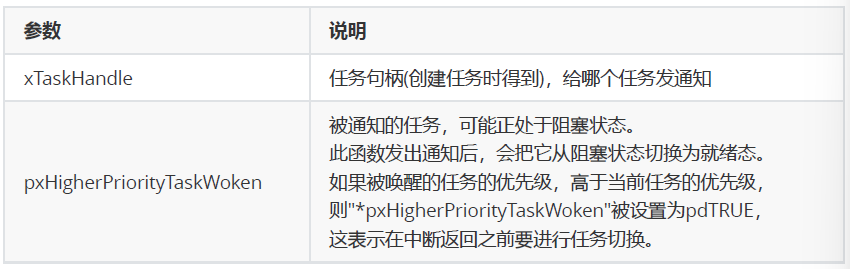 参数 说明
xTaskHandle 任务句柄(创建任务时得到)，给哪个任务发通知
被通知的任务，可能正处于阻塞状态。
此函数发出通知后，会把它从阻塞状态切换为就绪态。
pxHigherPriorityTaskWoken 如果被唤醒的任务的优先级，高于当前任务的优先级，
则"*pxHigherPriorityTaskWoken"被设置为pdTRUE，
这表示在中断返回之前要进行任务切换。